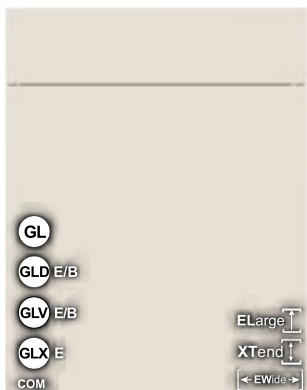 GL
GLD E/B
GLV E/B
GLX E
COM
ELarge
XTend
EWide